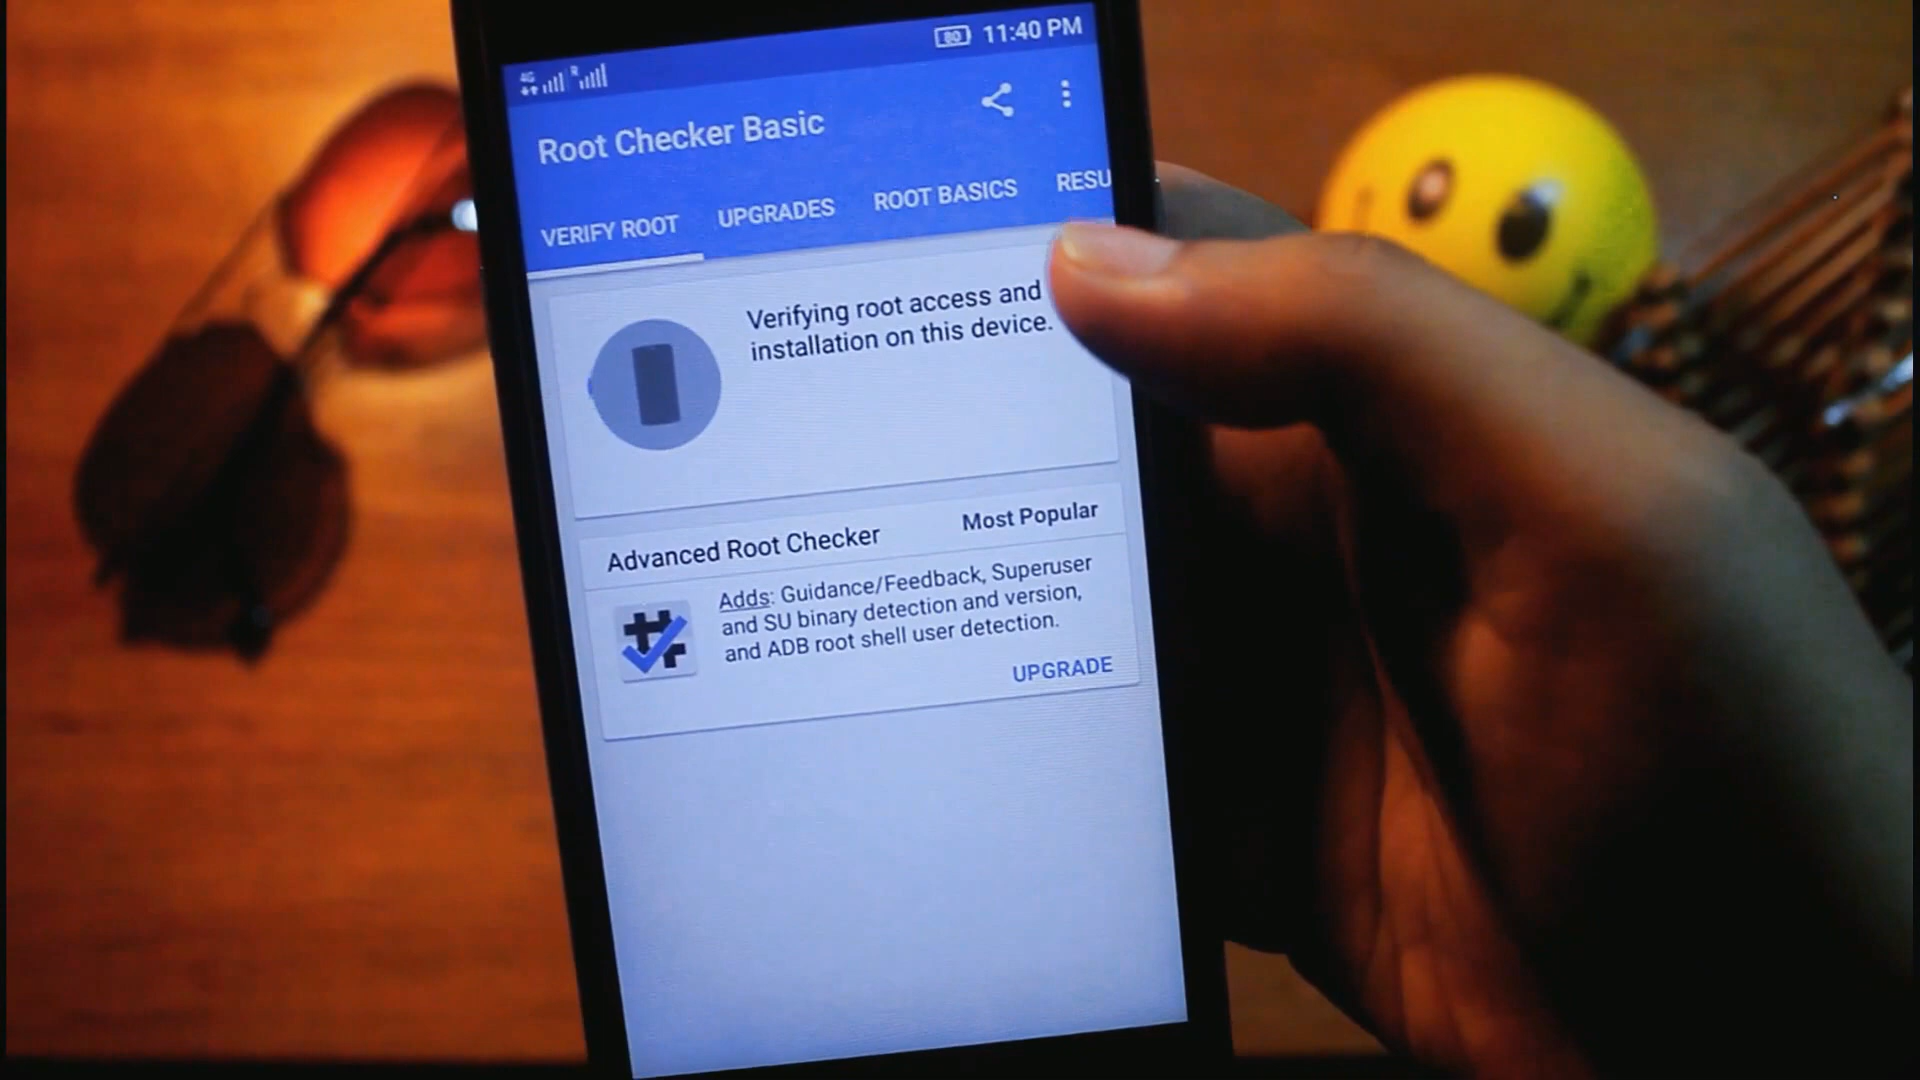 4G R 80 11:40 PM
Root Checker Basic
VERIFY ROOT UPGRADES ROOT BASICS RESU
Verifying root access and
installation on this device.
Advanced Root Checker Most Popular
Adds: Guidance/Feedback, Superuser
and SU binary detection and version,
and ADB root shell user detection.
UPGRADE